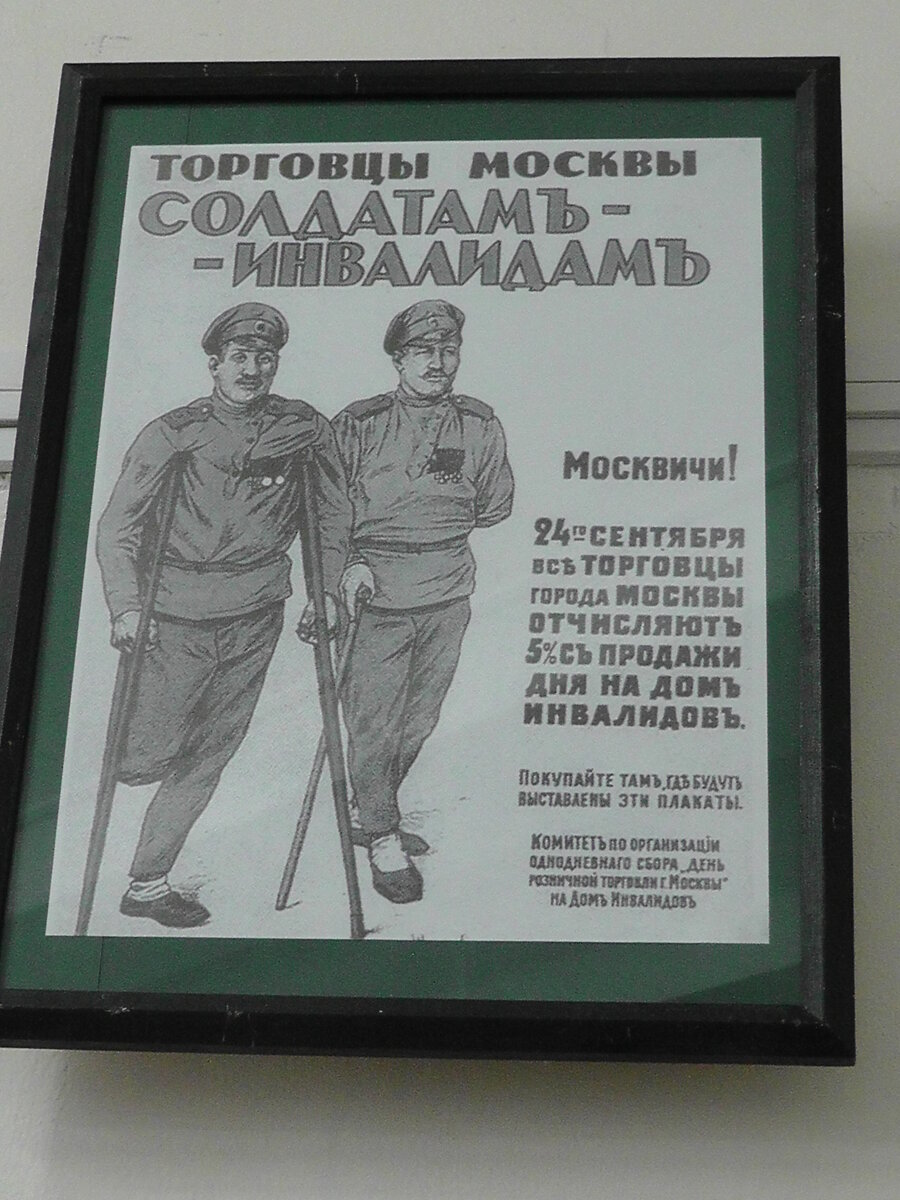 ТОРГОВЦЫ МОСКВЫ
СОЛДАТАМЪ-
-ИНВАЛИДАМЪ
МОСКВИЧИ!
24ГО СЕНТЯБРЯ
ВСѢ ТОРГОВЦЫ
ГОРОДА МОСКВЫ
ОТЧИСЛЯЮТЪ
5% СЪ ПРОДАЖИ
ДНЯ НА ДОМЪ
ИНВАЛИДОВЪ.
ПОКУПАЙТЕ ТАМЪ, ГДѢ БУДУТЪ
ВЫСТАВЛЕНЫ ЭТИ ПЛАКАТЫ.
КОМИТЕТЪ ПО ОРГАНИЗАЦІИ
ОДНОДНЕВНАГО СБОРА „ДЕНЬ
РОЗНИЧНОЙ ТОРГОВЛИ Г. МОСКВЫ"
НА ДОМЪ ИНВАЛИДОВЪ